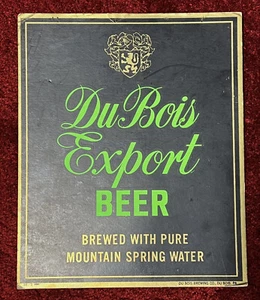 Du Bois
Export
BEER
BREWED WITH PURE
MOUNTAIN SPRING WATER
DU BOIS BREWING CO., DU BOIS, PA.